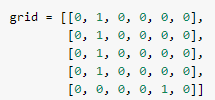 grid = [[0, 1, 0, 0, 0, 0],
[0, 1, 0, 0, 0, 0],
[0, 1, 0, 0, 0, 0],
[0, 1, 0, 0, 0, 0],
[0, 0, 0, 0, 1, 0]]